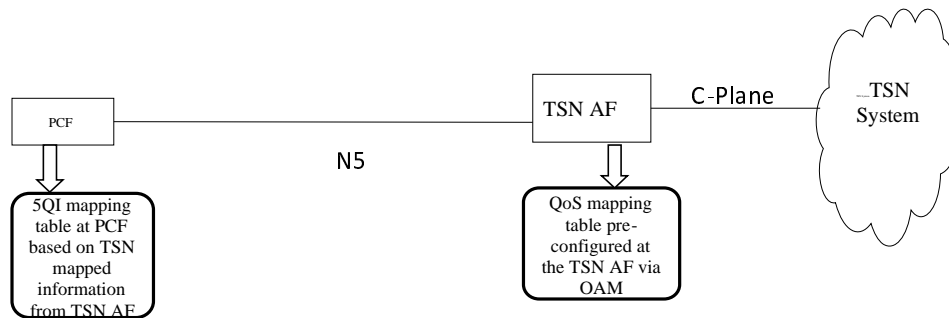 C-Plane
TSN
System
TSN AF
PCF
N5
5QI mapping
table at PCF
based on TSN
mapped
information
from TSN AF
QoS mapping
table pre-
configured at
the TSN AF via
OAM